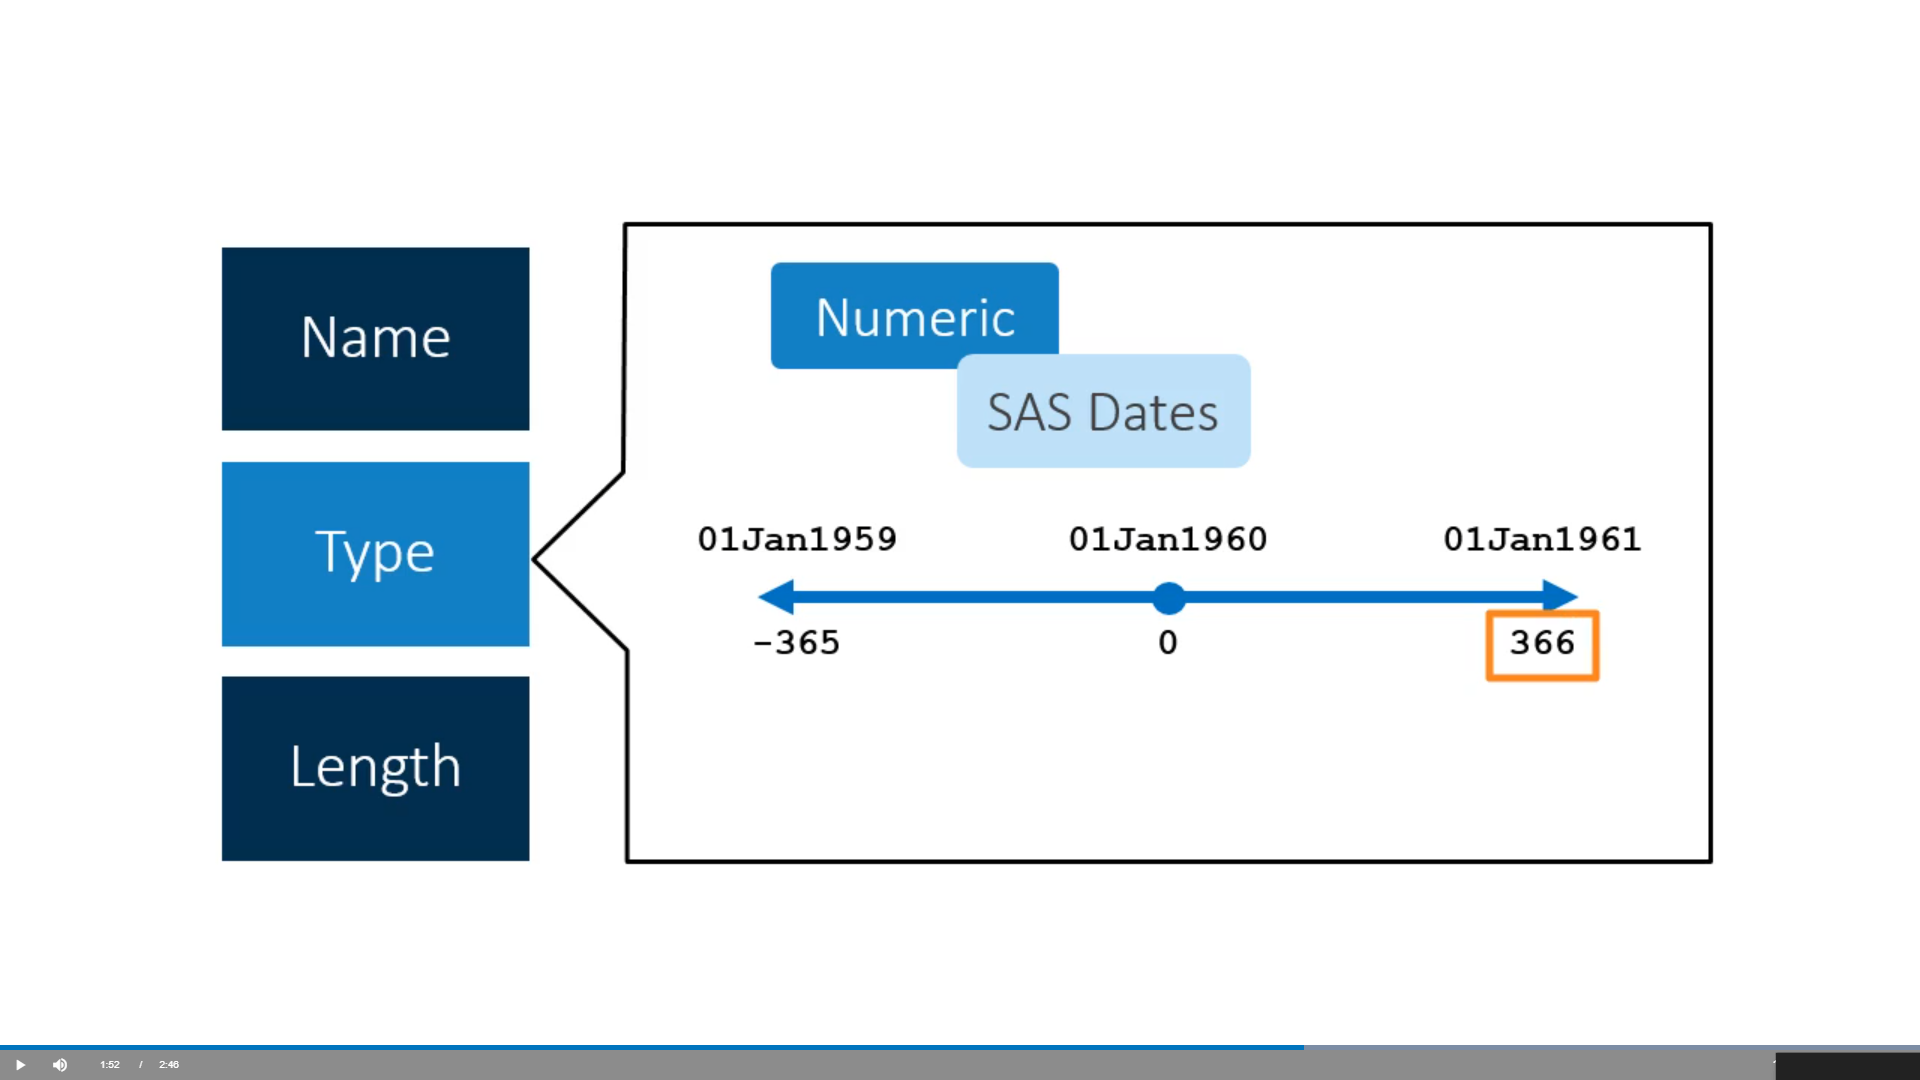 Name
Type
Length
Numeric
SAS Dates
01Jan1959 01Jan1960 01Jan1961
-365 0 366
1:52 / 2:46